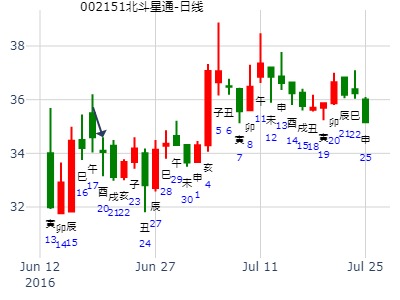 002151北斗星通-日线
38
36
34
32
寅
13
卯
14
辰
15
巳
16
午
17
酉
20
戌
21
亥
22
子
23
丑
24
辰
27
巳
28
午
29
未
30
申
1
亥
4
子
5
丑
6
寅
7
卯
8
午
11
未
12
申
13
酉
14
戌
15
丑
18
寅
19
卯
20
辰
21
巳
22
申
25
Jun 12
2016
Jun 27
Jul 11
Jul 25